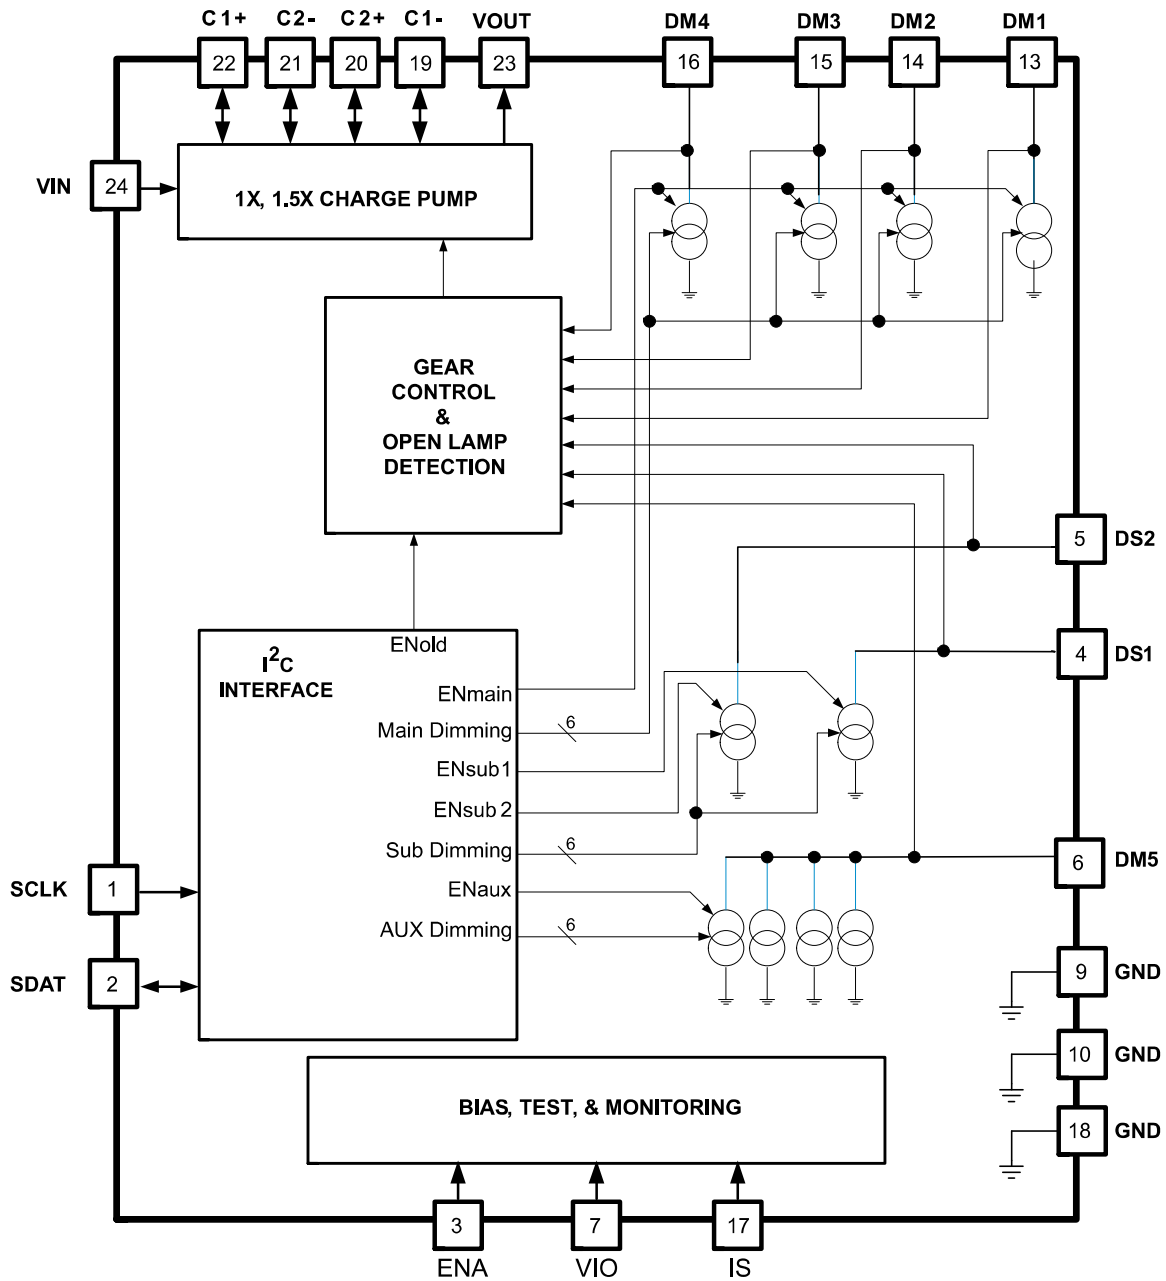 C1+ C2- C2+ C1- VOUT DM4 DM3 DM2 DM1
22 21 20 19 23 16 15 14 13
VIN 24
1X, 1.5X CHARGE PUMP
GEAR
CONTROL
&
OPEN LAMP
DETECTION
5 DS2
4 DS1
ENold
I2C
INTERFACE
ENmain
Main Dimming 6
ENsub1
ENsub 2
Sub Dimming 6
ENaux
AUX Dimming 6
6 DM5
SCLK 1
SDAT 2
9 GND
10 GND
18 GND
BIAS, TEST, & MONITORING
3 7 17
ENA VIO IS